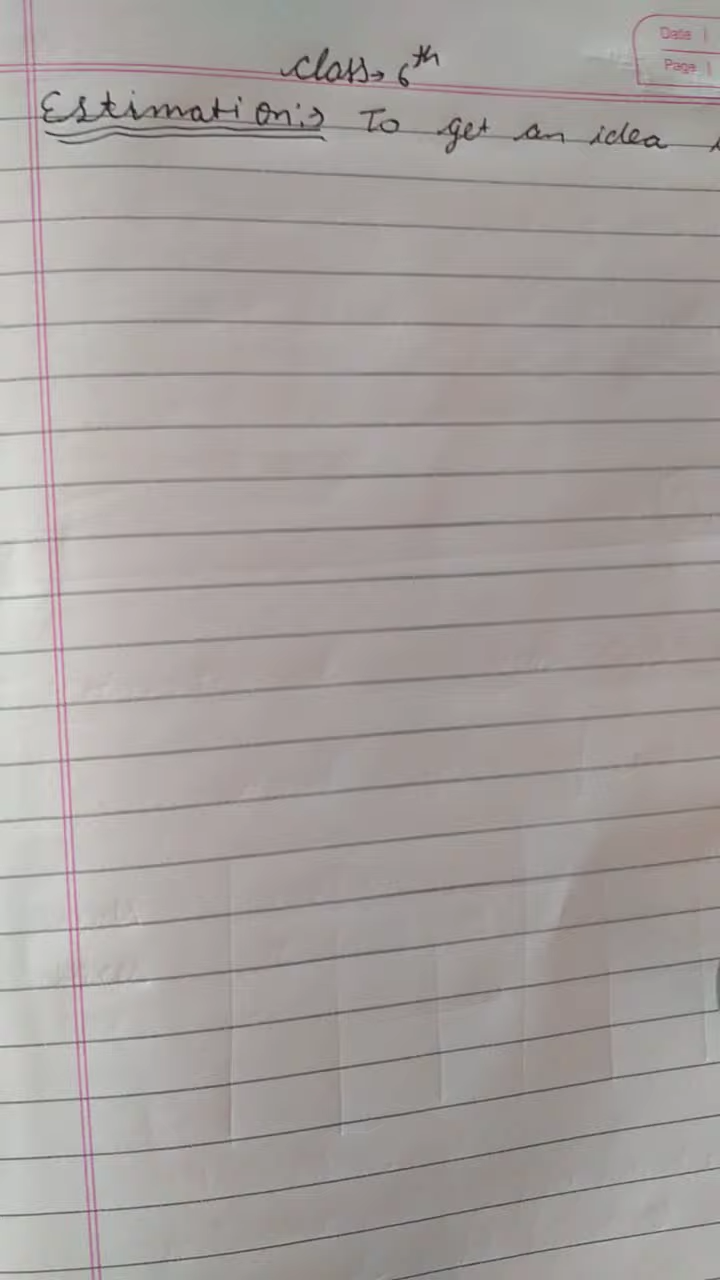 Date
Page
Class→ 6th
Estimation:→ To get an idea